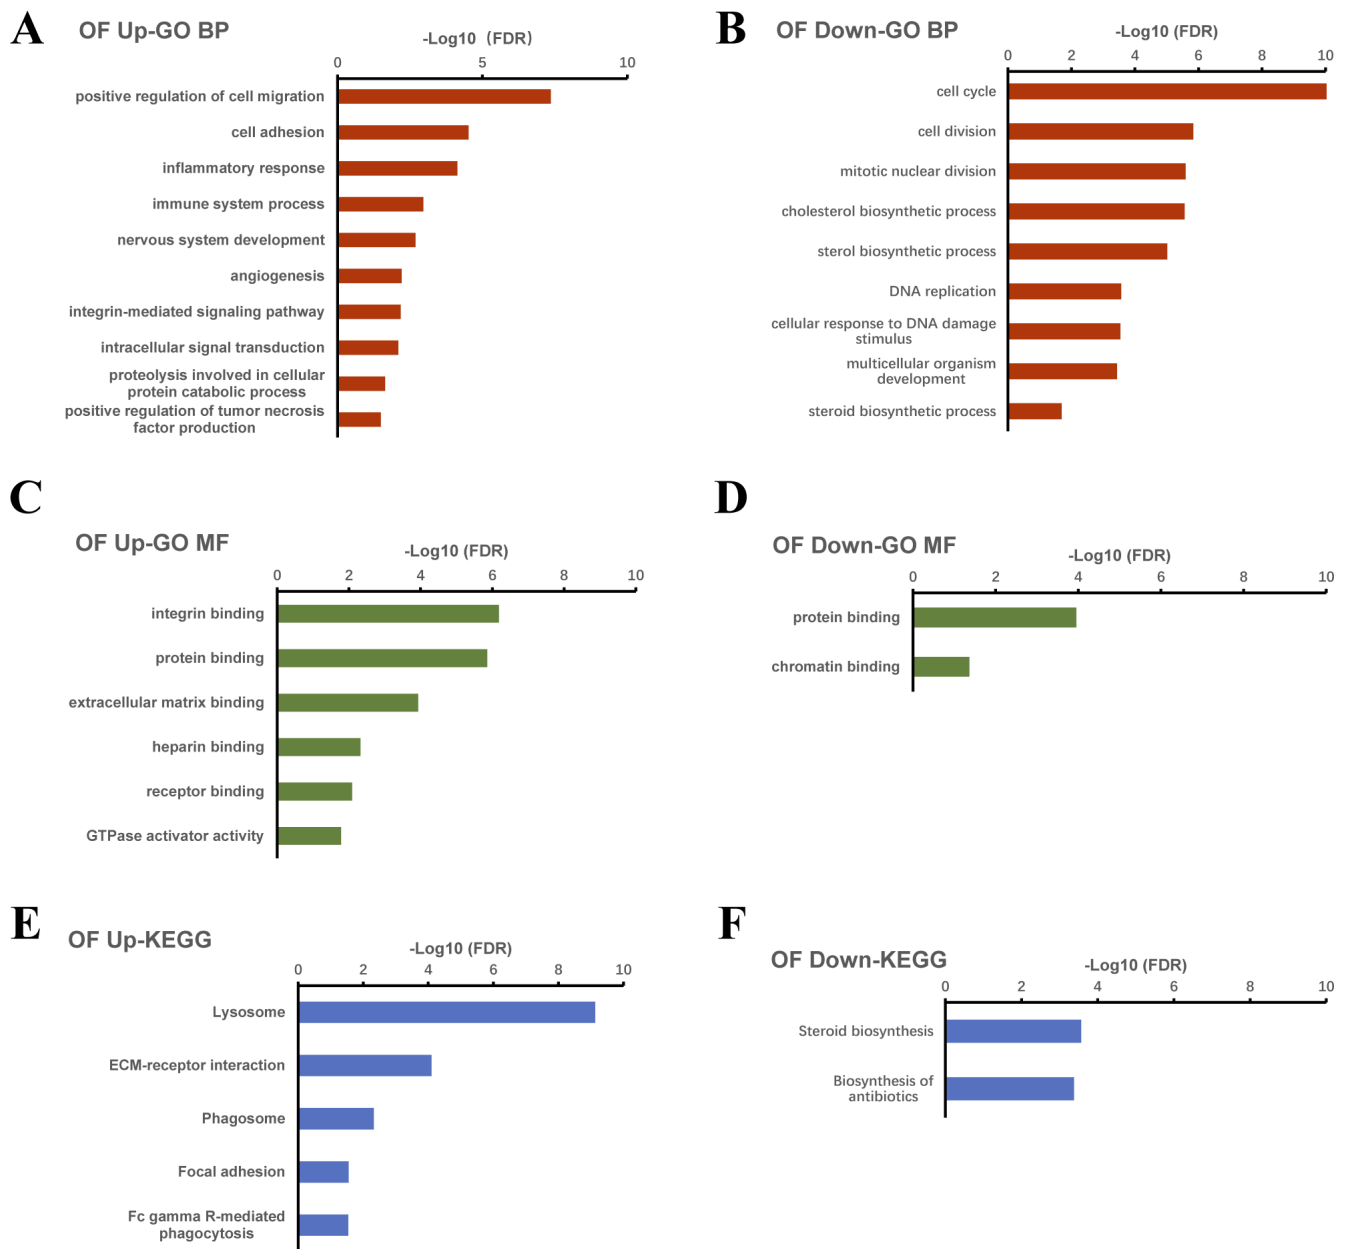 A
OF Up-GO BP
-Log10 (FDR)
0 5 10
positive regulation of cell migration
cell adhesion
inflammatory response
immune system process
nervous system development
angiogenesis
integrin-mediated signaling pathway
intracellular signal transduction
proteolysis involved in cellular
protein catabolic process
positive regulation of tumor necrosis
factor production
B
OF Down-GO BP
-Log10 (FDR)
0 2 4 6 8 10
cell cycle
cell division
mitotic nuclear division
cholesterol biosynthetic process
sterol biosynthetic process
DNA replication
cellular response to DNA damage
stimulus
multicellular organism
development
steroid biosynthetic process
C
OF Up-GO MF
-Log10 (FDR)
0 2 4 6 8 10
integrin binding
protein binding
extracellular matrix binding
heparin binding
receptor binding
GTPase activator activity
D
OF Down-GO MF
-Log10 (FDR)
0 2 4 6 8 10
protein binding
chromatin binding
E
OF Up-KEGG
-Log10 (FDR)
0 2 4 6 8 10
Lysosome
ECM-receptor interaction
Phagosome
Focal adhesion
Fc gamma R-mediated
phagocytosis
F
OF Down-KEGG
-Log10 (FDR)
0 2 4 6 8 10
Steroid biosynthesis
Biosynthesis of
antibiotics